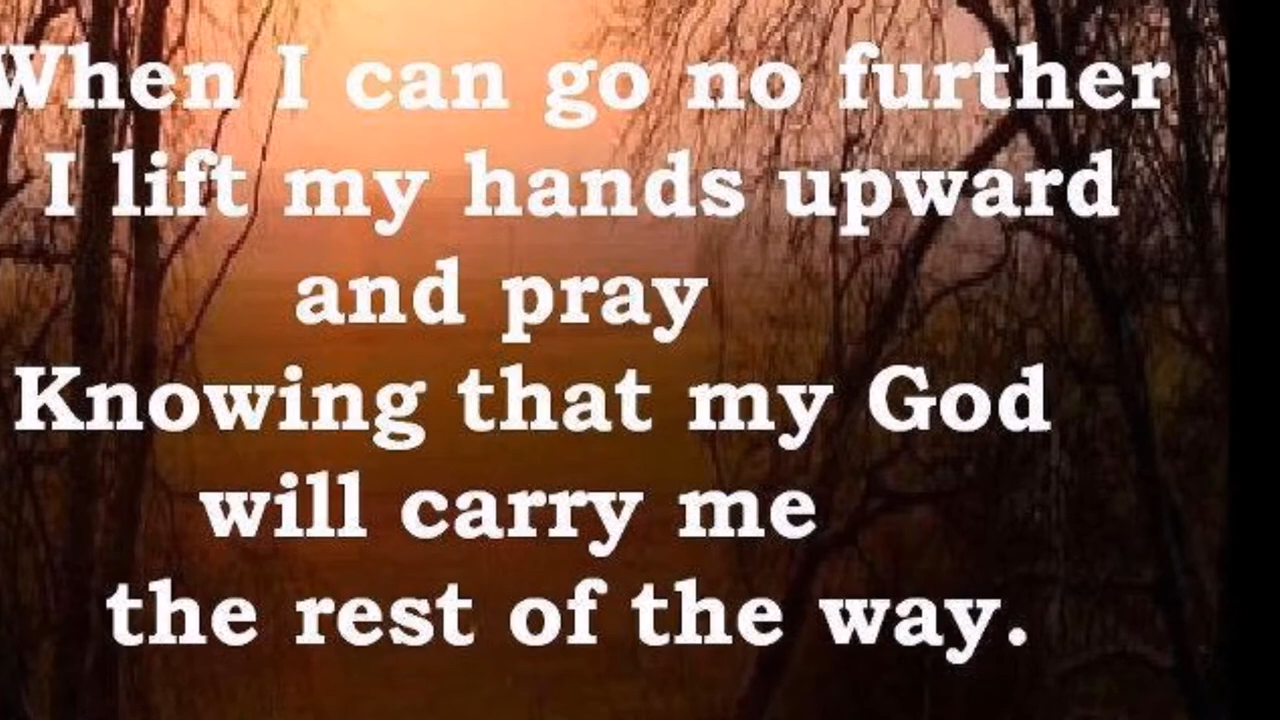 When I can go no further
I lift my hands upward
and pray
Knowing that my God
will carry me
the rest of the way.